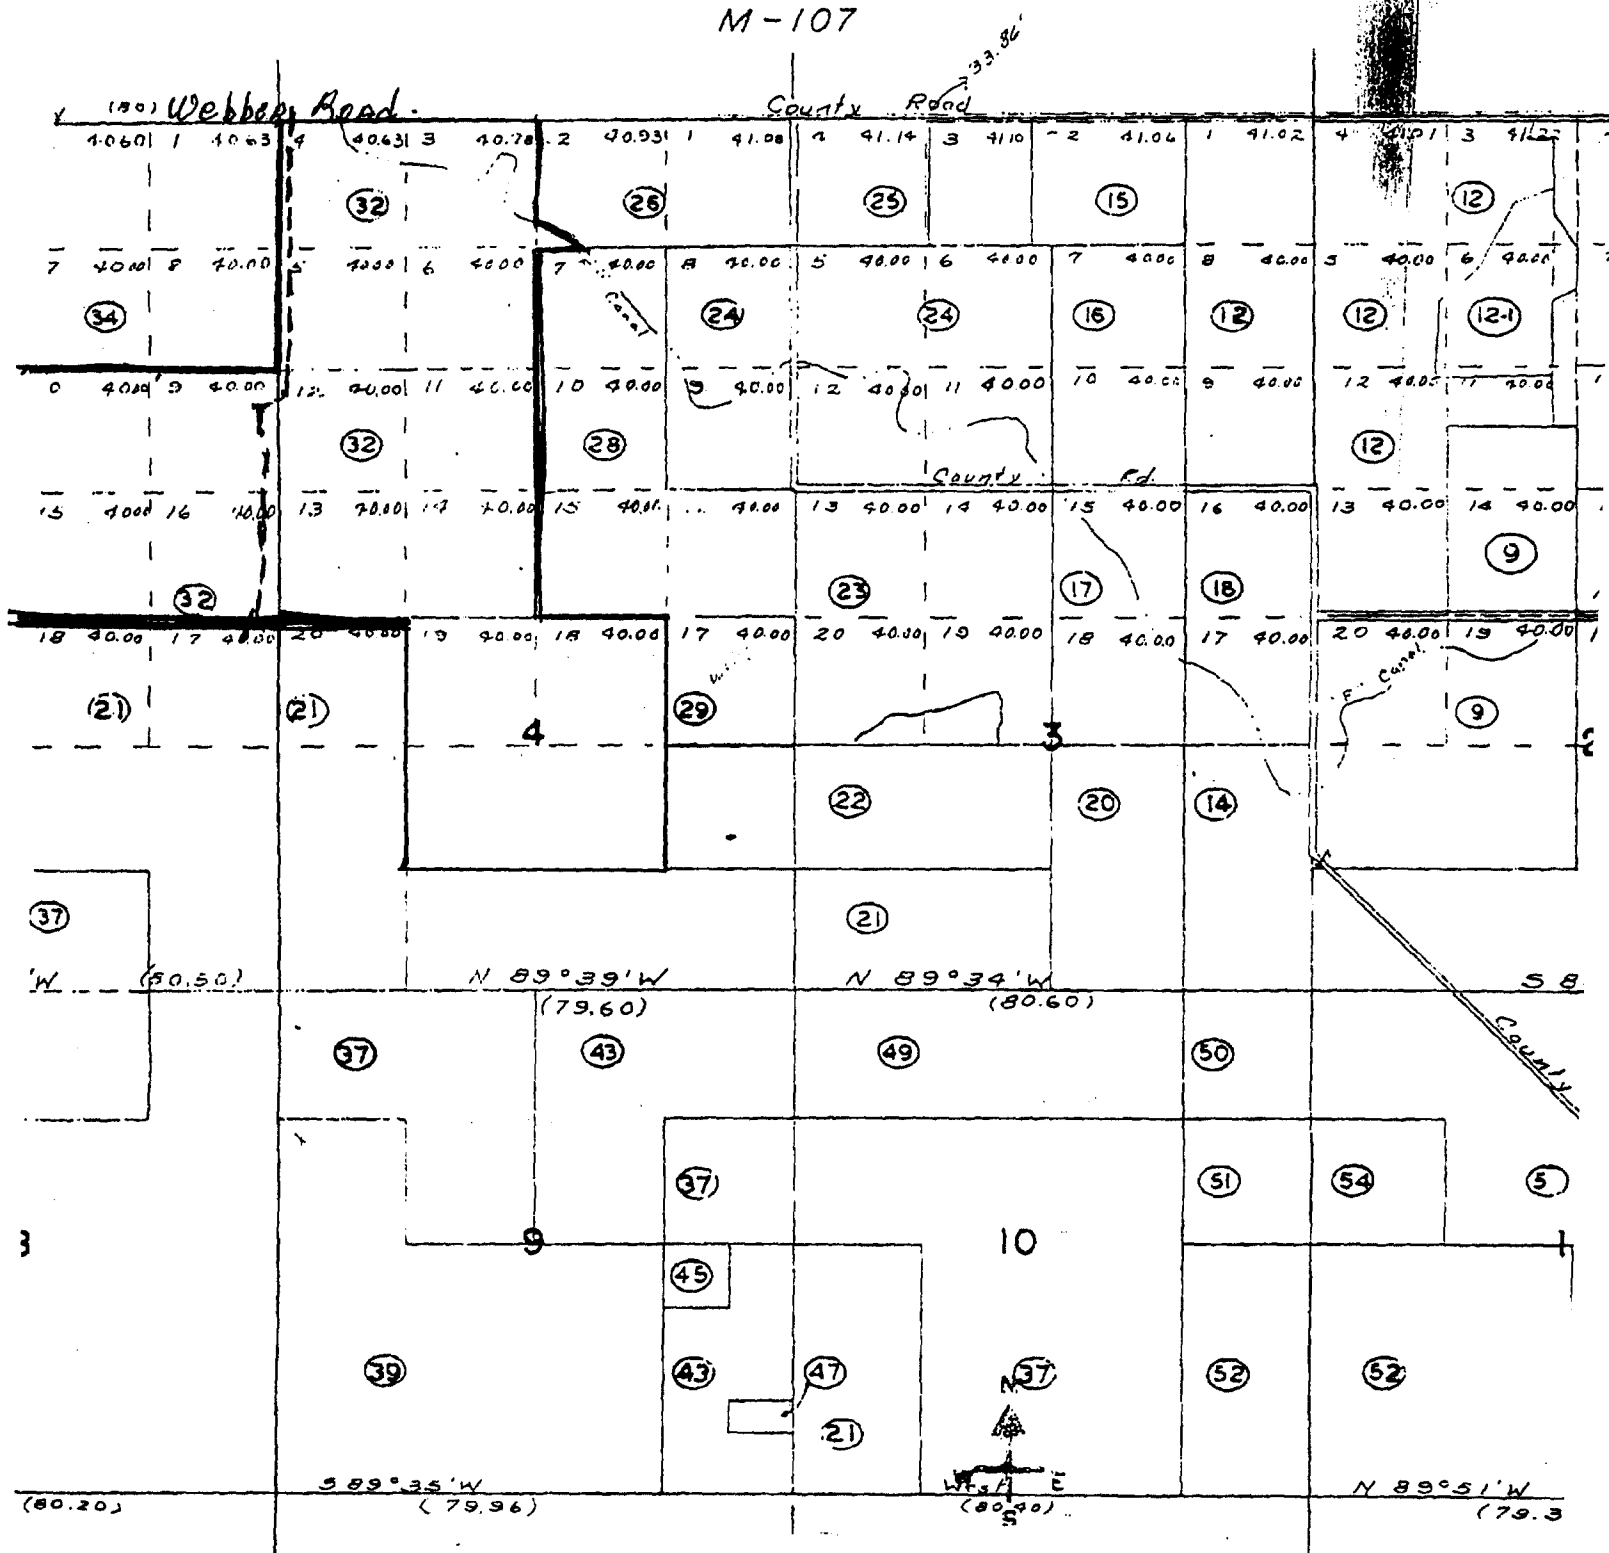 M-107
33.86'
(80) Webber Road.
County Road
40.60 1 40.63 4 40.63 3 40.78 2 40.93 1 41.08 4 41.14 3 41.10 2 41.06 1 41.02 4 3
32 26 25 15 12
7 40.00 8 40.00 5 40.00 6 40.00 7 40.00 8 40.00 5 40.00 6 40.00 7 40.00 8 40.00 5 40.00 6 40.00
34 Canal 24 24 16 12 12 12-1
0 40.00 9 40.00 12 40.00 11 40.00 10 40.00 9 40.00 12 40.00 11 40.00 10 40.00 9 40.00 12 40.05 11 40.00
32 28 12
County Rd.
15 40.00 16 40.00 13 40.00 14 40.00 15 40.00 40.00 13 40.00 14 40.00 15 40.00 16 40.00 13 40.00 14 40.00
9
32 23 17 18
18 40.00 17 40.00 20 40.00 19 40.00 18 40.00 17 40.00 20 40.00 19 40.00 18 40.00 17 40.00 20 40.00 19 40.00
Canal
21 21 29 9
4 3 2
22 20 14
37 21
'W (80.50) N 89°39'W N 89°34'W S 8
(79.60) (80.60)
37 43 49 50 County
37 51 54 5
3 9 10 1
45
39 43 47 37 52 52
N
21
W E
S 89°35'W N 89°51'W
(80.20) (79.96) (80.40) (79.3
S